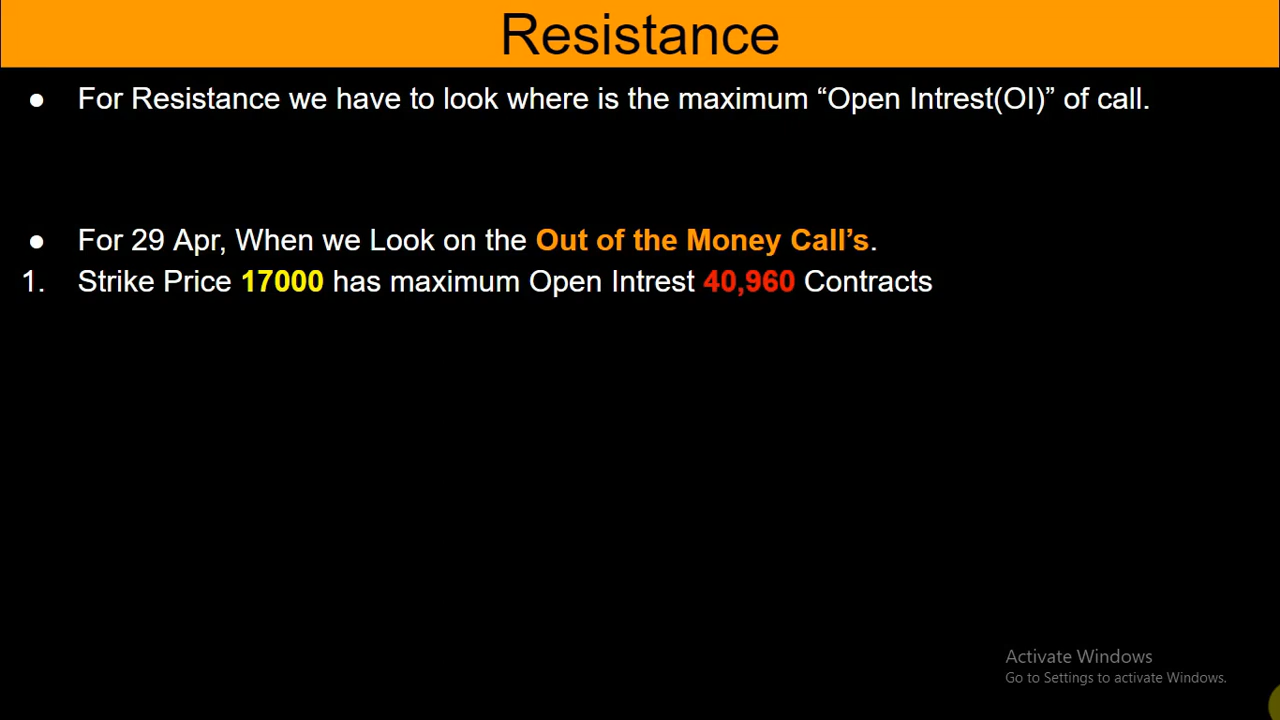 Resistance
● For Resistance we have to look where is the maximum “Open Intrest(OI)” of call.
● For 29 Apr, When we Look on the Out of the Money Call’s.
1. Strike Price 17000 has maximum Open Intrest 40,960 Contracts
Activate Windows
Go to Settings to activate Windows.